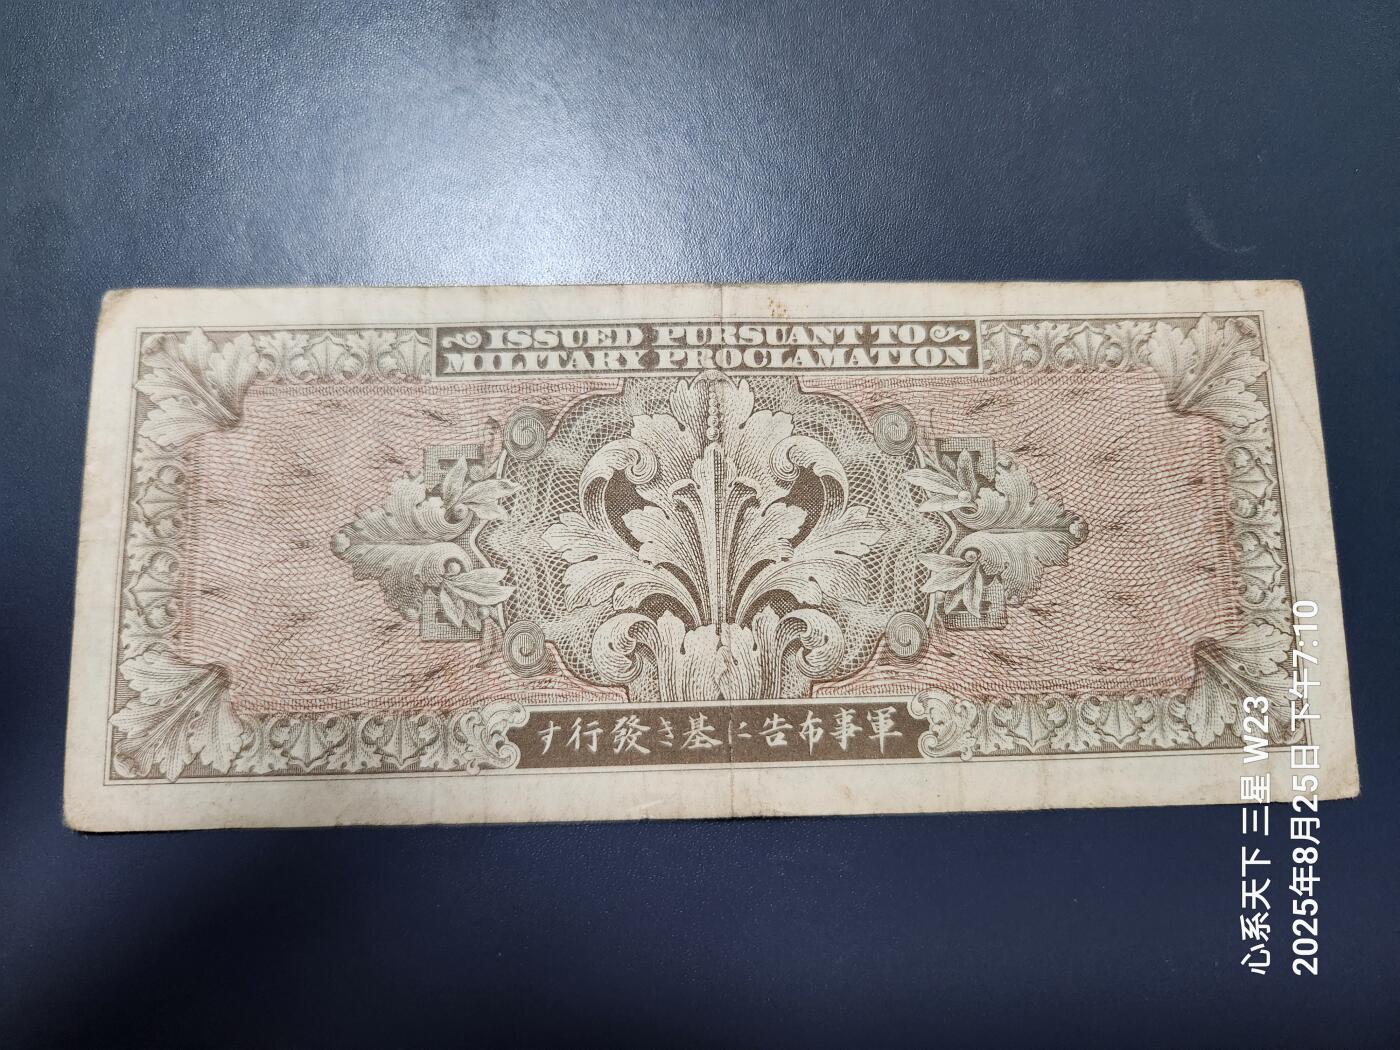 ISSUED PURSUANT TO
MILITARY PROCLAMATION
す行發き基に告布事軍
心系天下 三星 W23
2025年8月25日 下午7:10